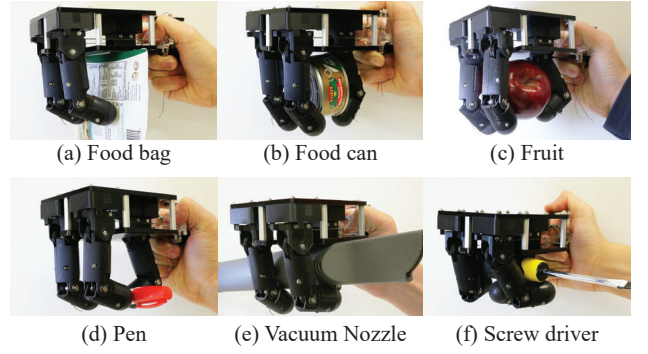 (a) Food bag
(b) Food can
(c) Fruit
(d) Pen
(e) Vacuum Nozzle
(f) Screw driver